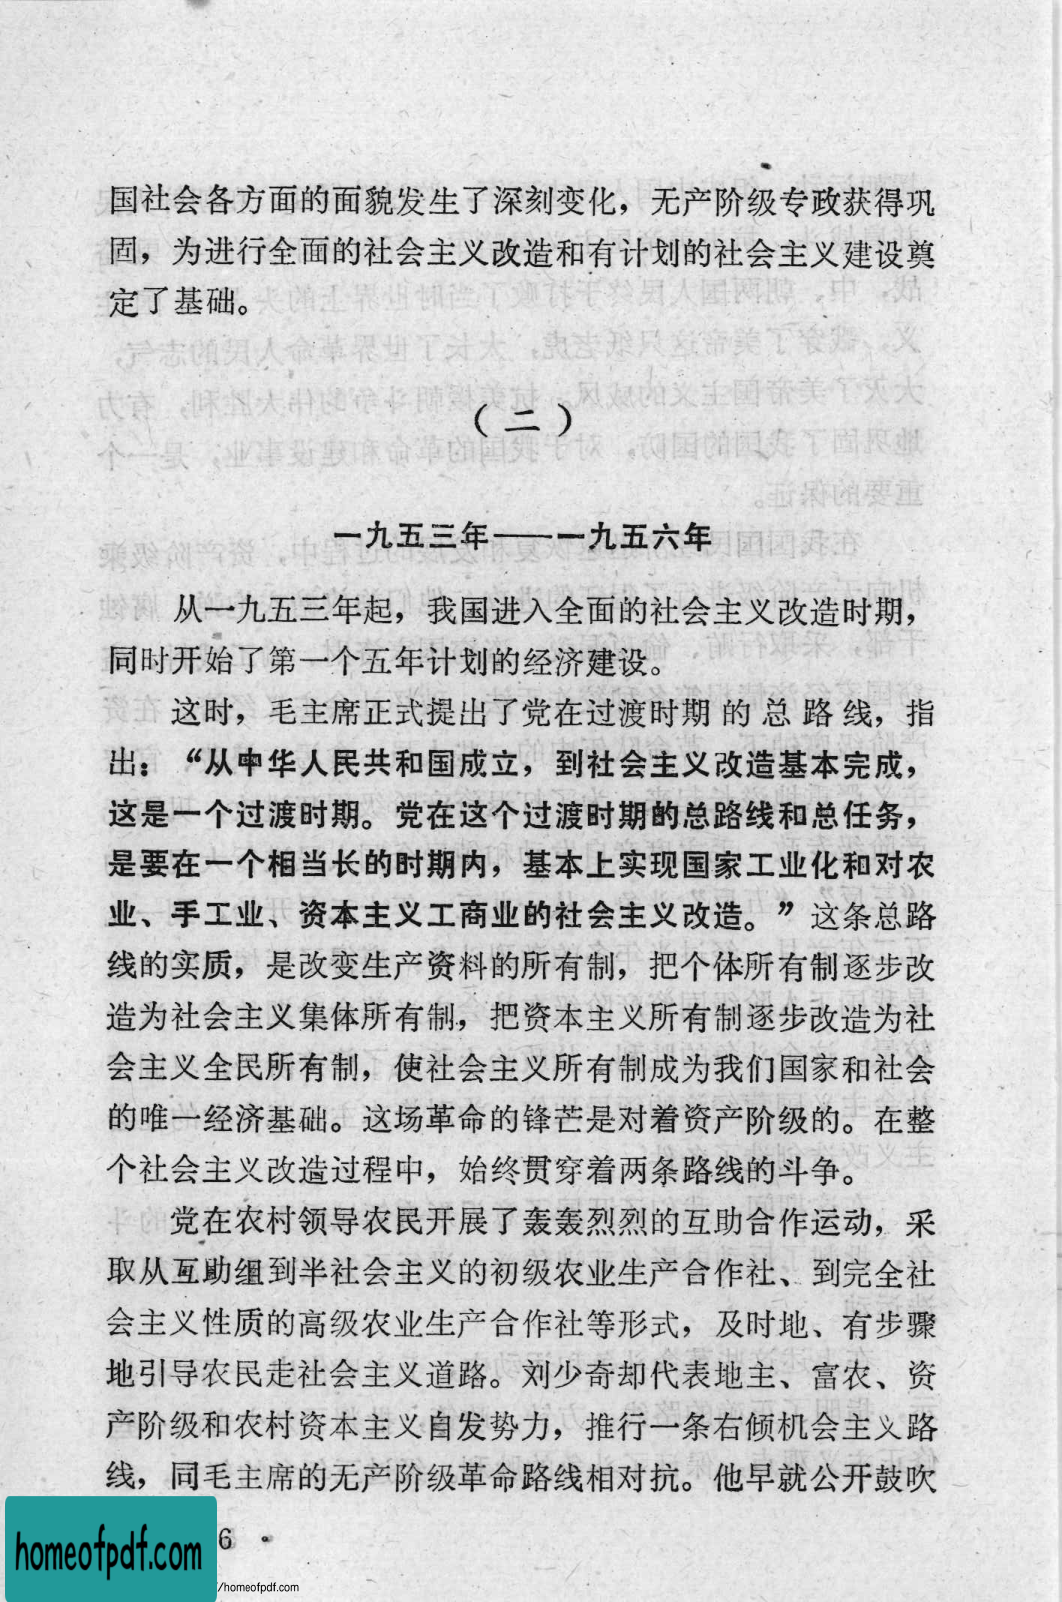 国社会各方面的面貌发生了深刻变化，无产阶级专政获得巩
固，为进行全面的社会主义改造和有计划的社会主义建设奠
定了基础。
（二）
一九五三年——一九五六年
从一九五三年起，我国进入全面的社会主义改造时期，
同时开始了第一个五年计划的经济建设。
这时，毛主席正式提出了党在过渡时期的总路线，指
出：“从中华人民共和国成立，到社会主义改造基本完成，
这是一个过渡时期。党在这个过渡时期的总路线和总任务，
是要在一个相当长的时期内，基本上实现国家工业化和对农
业、手工业、资本主义工商业的社会主义改造。”这条总路
线的实质，是改变生产资料的所有制，把个体所有制逐步改
造为社会主义集体所有制，把资本主义所有制逐步改造为社
会主义全民所有制，使社会主义所有制成为我们国家和社会
的唯一经济基础。这场革命的锋芒是对着资产阶级的。在整
个社会主义改造过程中，始终贯穿着两条路线的斗争。
党在农村领导农民开展了轰轰烈烈的互助合作运动，采
取从互助组到半社会主义的初级农业生产合作社、到完全社
会主义性质的高级农业生产合作社等形式，及时地、有步骤
地引导农民走社会主义道路。刘少奇却代表地主、富农、资
产阶级和农村资本主义自发势力，推行一条右倾机会主义路
线，同毛主席的无产阶级革命路线相对抗。他早就公开鼓吹
6 •
homeofpdf.com
/homeofpdf.com